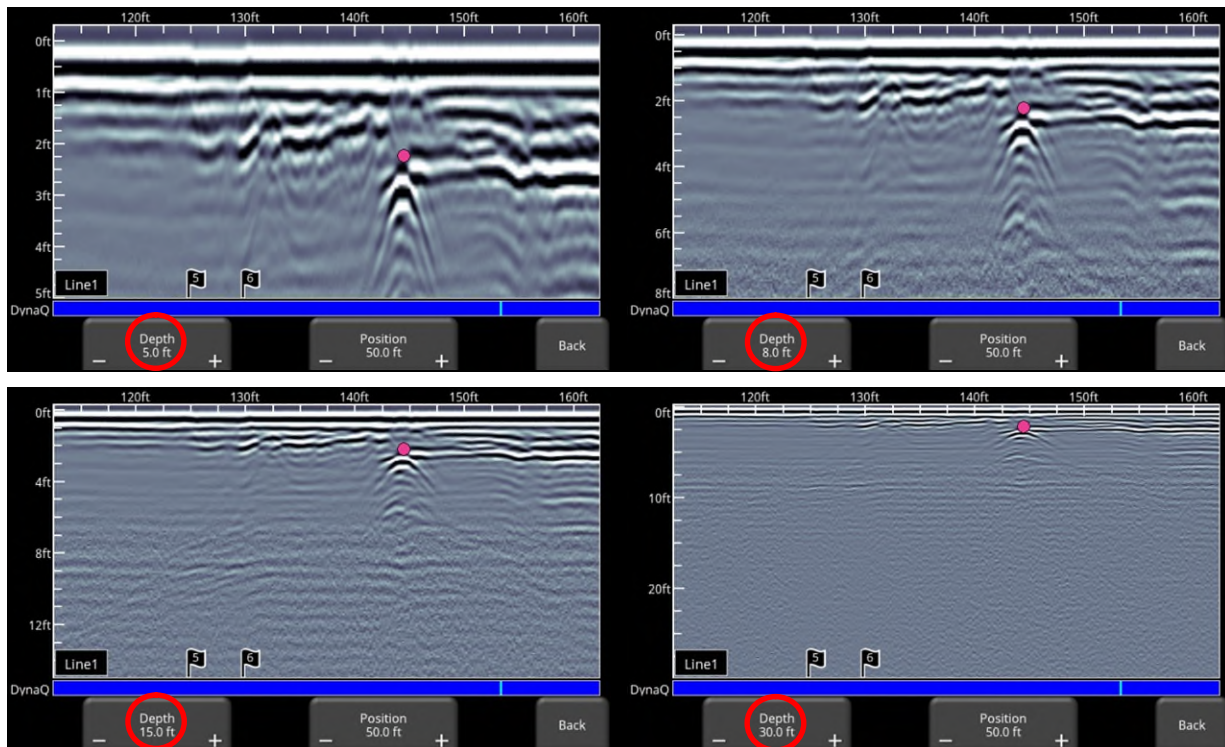 120ft 130ft 140ft 150ft 160ft
0ft
1ft
2ft
3ft
4ft
5ft
Line1
5 6
DynaQ
Depth
5.0 ft
− +
Position
50.0 ft
− +
Back
120ft 130ft 140ft 150ft 160ft
0ft
2ft
4ft
6ft
8ft
Line1
5 6
DynaQ
Depth
8.0 ft
− +
Position
50.0 ft
− +
Back
120ft 130ft 140ft 150ft 160ft
0ft
4ft
8ft
12ft
Line1
5 6
DynaQ
Depth
15.0 ft
− +
Position
50.0 ft
− +
Back
120ft 130ft 140ft 150ft 160ft
0ft
10ft
20ft
Line1
5 6
DynaQ
Depth
30.0 ft
− +
Position
50.0 ft
− +
Back